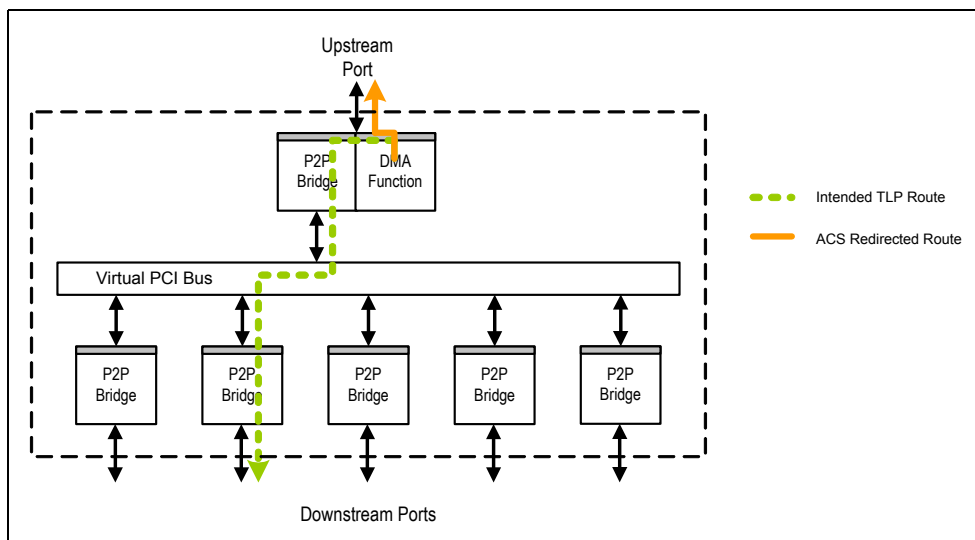 Upstream
Port
P2P
Bridge
DMA
Function
Intended TLP Route
ACS Redirected Route
Virtual PCI Bus
P2P
Bridge
P2P
Bridge
P2P
Bridge
P2P
Bridge
P2P
Bridge
Downstream Ports